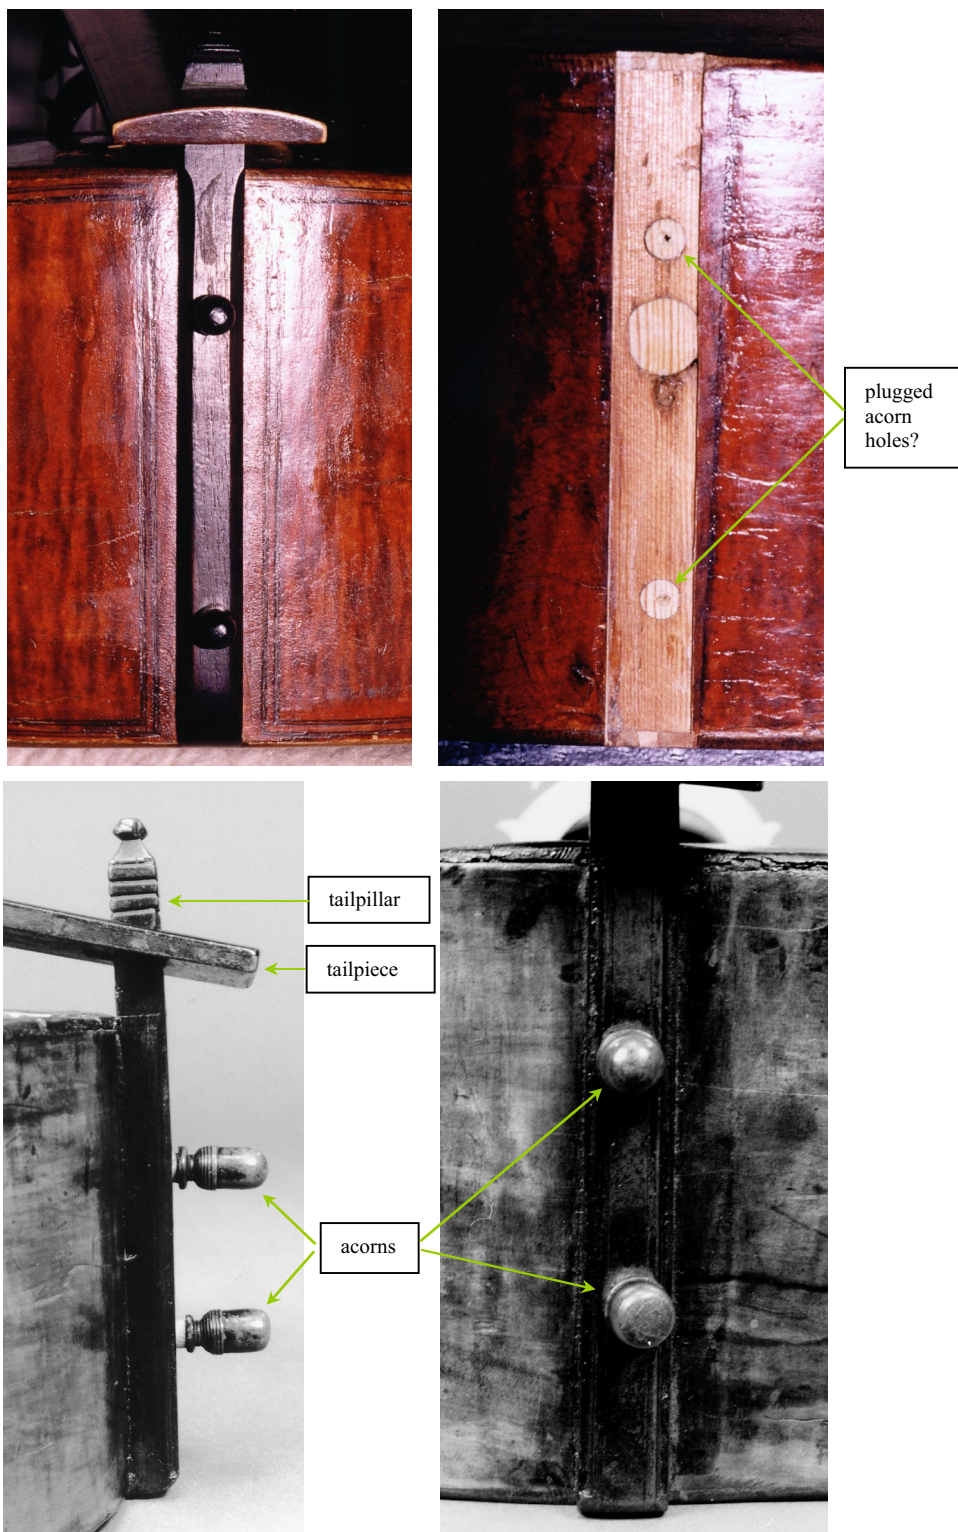 plugged
acorn
holes?
tailpillar
tailpiece
acorns